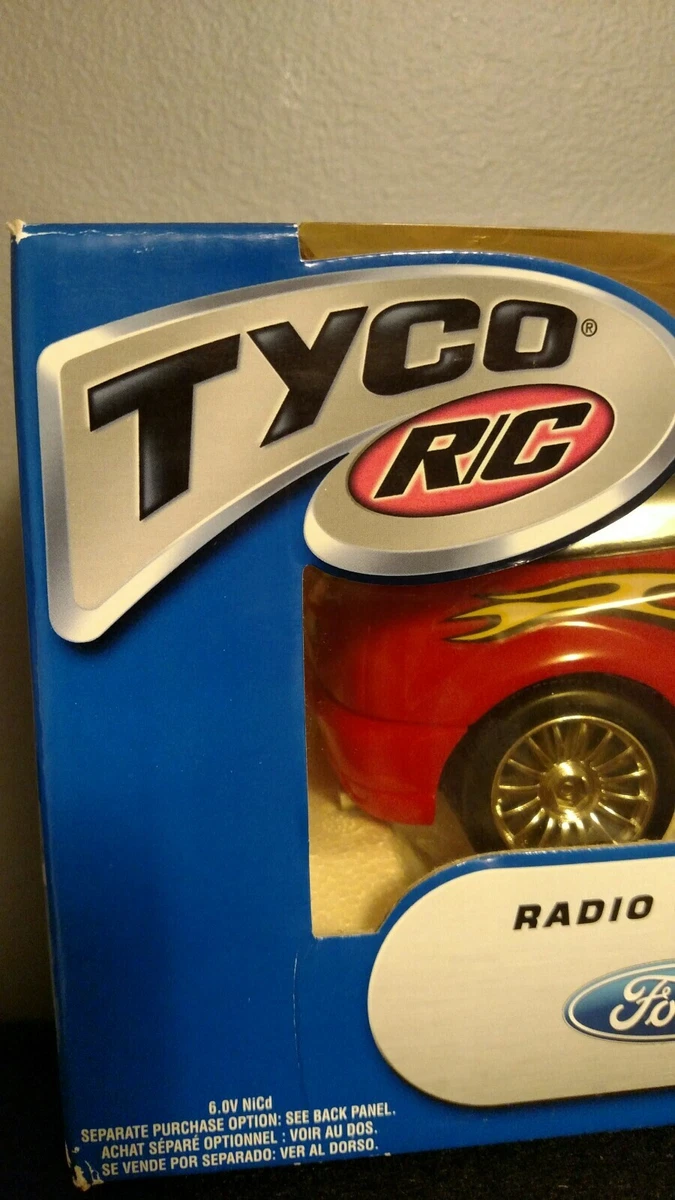 TYCO®
R/C
RADIO
6.0V NiCd
SEPARATE PURCHASE OPTION: SEE BACK PANEL.
ACHAT SÉPARÉ OPTIONNEL : VOIR AU DOS.
SE VENDE POR SEPARADO: VER AL DORSO.